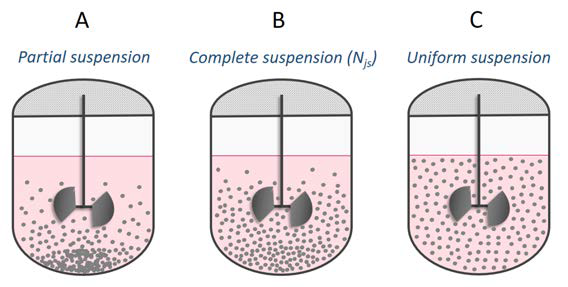 A
B
C
Partial suspension
Complete suspension (Njs)
Uniform suspension